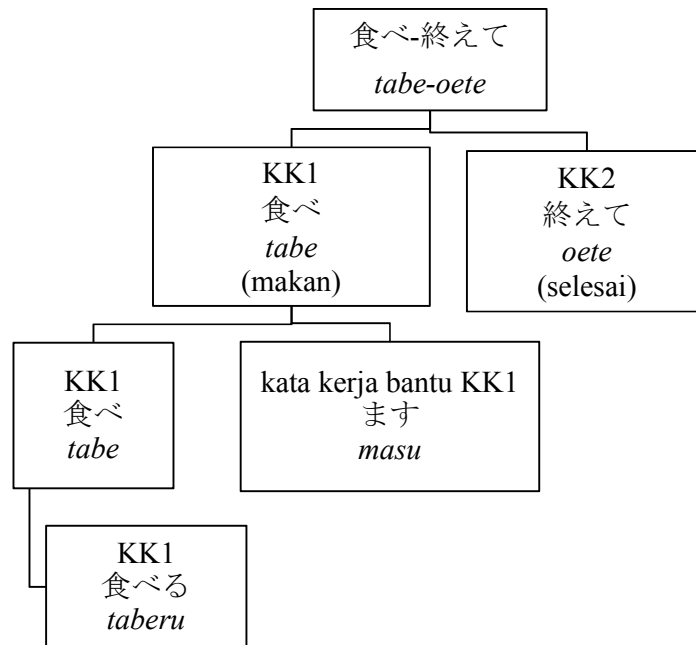 食べ-終えて
tabe-oete
KK1
食べ
tabe
(makan)
KK2
終えて
oete
(selesai)
KK1
食べ
tabe
kata kerja bantu KK1
ます
masu
KK1
食べる
taberu